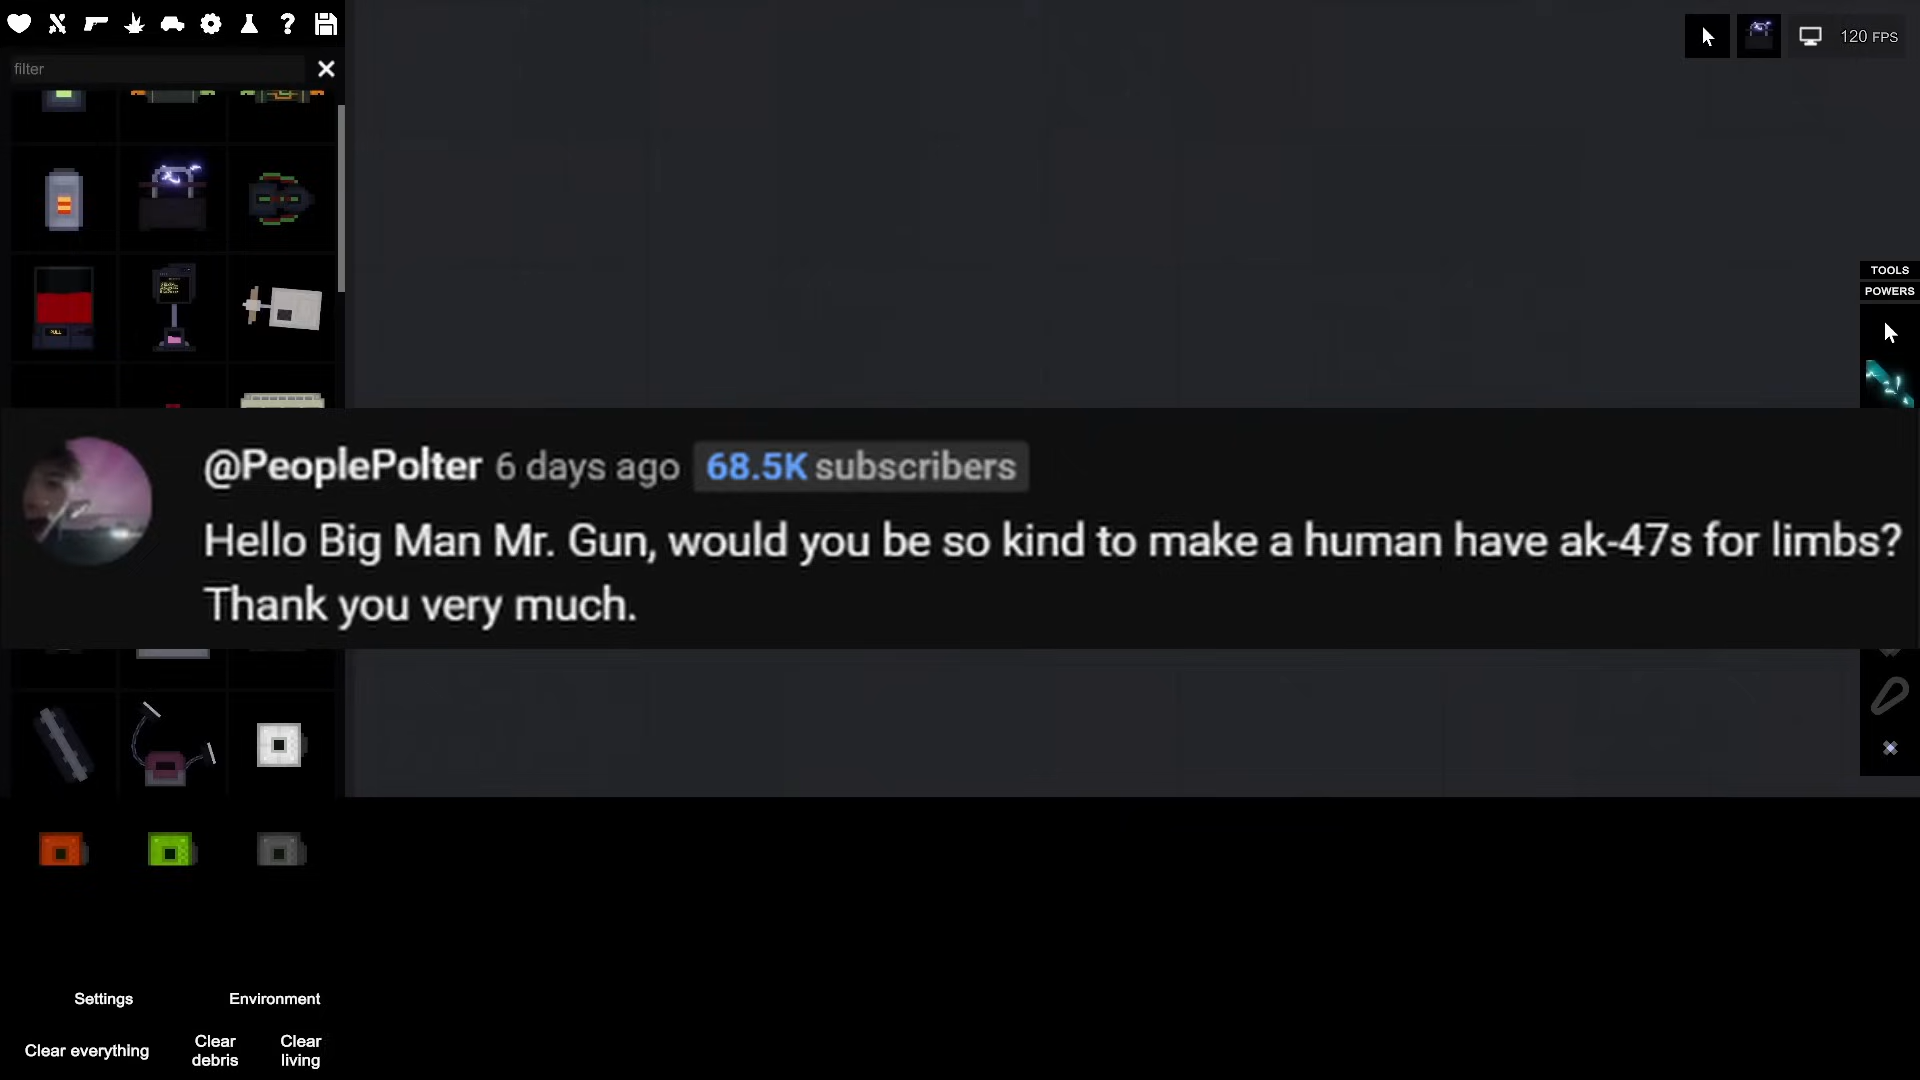 120 FPS
filter
TOOLS
POWERS
PULL
@PeoplePolter 6 days ago 68.5K subscribers
Hello Big Man Mr. Gun, would you be so kind to make a human have ak-47s for limbs?
Thank you very much.
Settings
Environment
Clear everything
Clear
debris
Clear
living